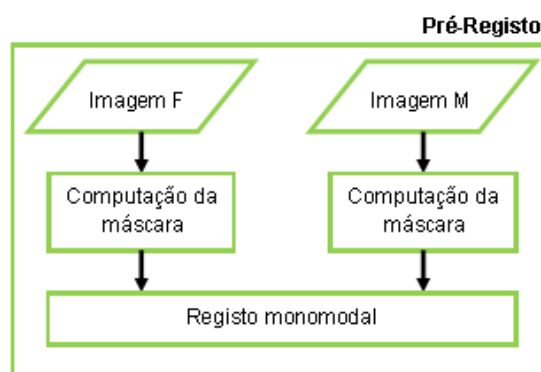 Pré-Registo
Imagem F
Imagem M
Computação da
máscara
Computação da
máscara
Registo monomodal